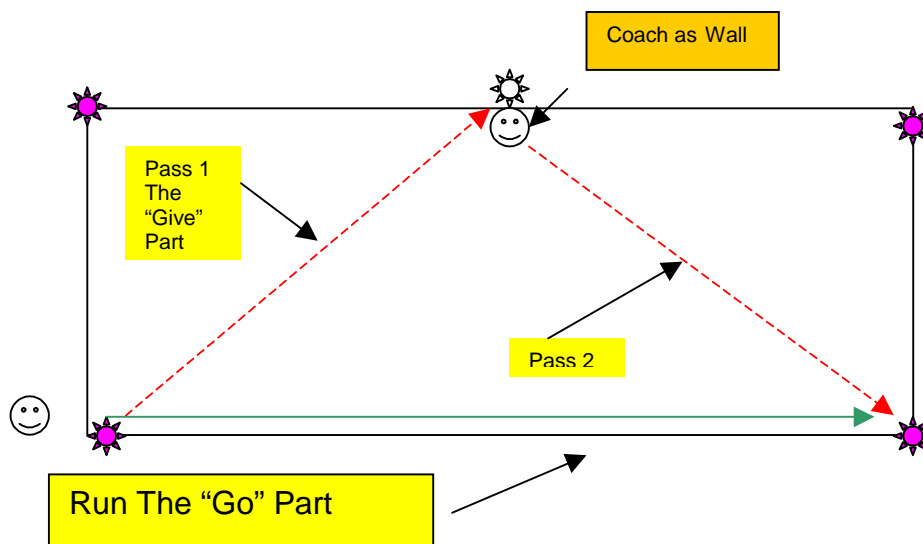 Coach as Wall
Pass 1
The
“Give”
Part
Pass 2
Run The “Go” Part